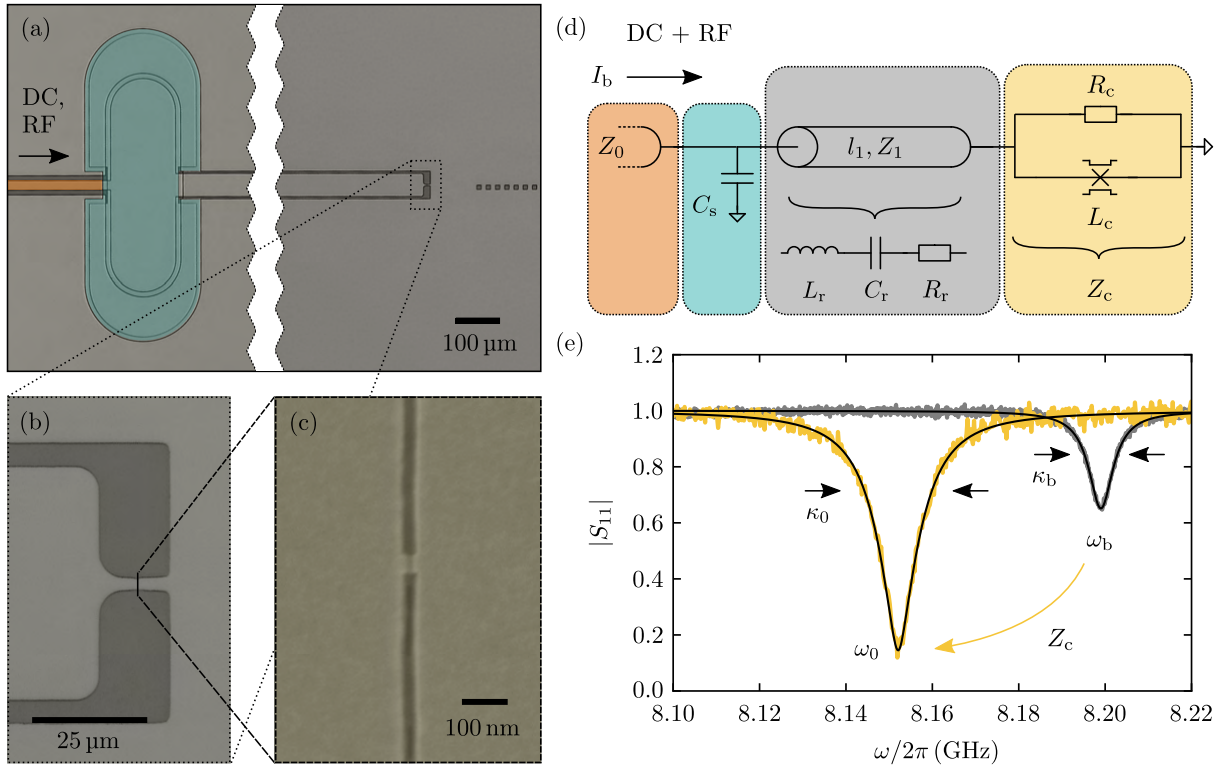 (a)
DC,
RF
100 µm
(b)
25 µm
(c)
100 nm
(d)
DC + RF
I_b
Z_0
C_s
l_1, Z_1
L_r
C_r
R_r
R_c
L_c
Z_c
(e)
1.2
1.0
0.8
0.6
0.4
0.2
0.0
|S_11|
κ_0
κ_b
ω_b
ω_0
Z_c
8.10
8.12
8.14
8.16
8.18
8.20
8.22
ω/2π (GHz)